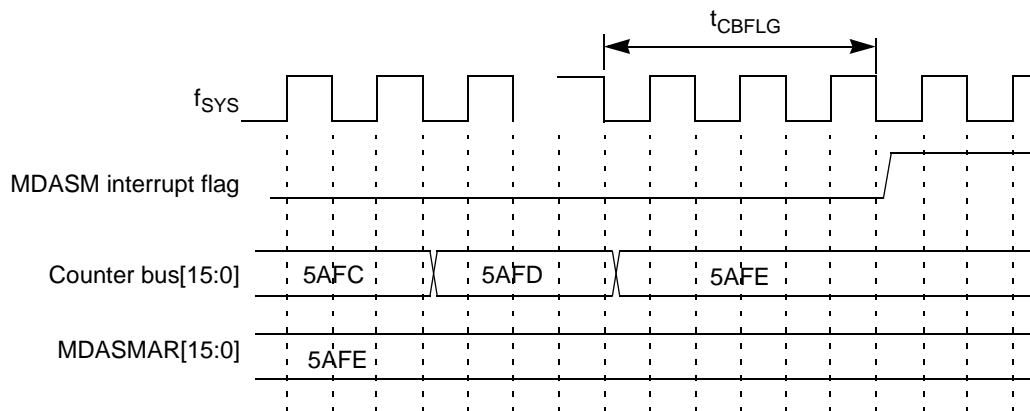 tCBFLG
fSYS
MDASM interrupt flag
Counter bus[15:0] 5AFC 5AFD 5AFE
MDASMAR[15:0] 5AFE